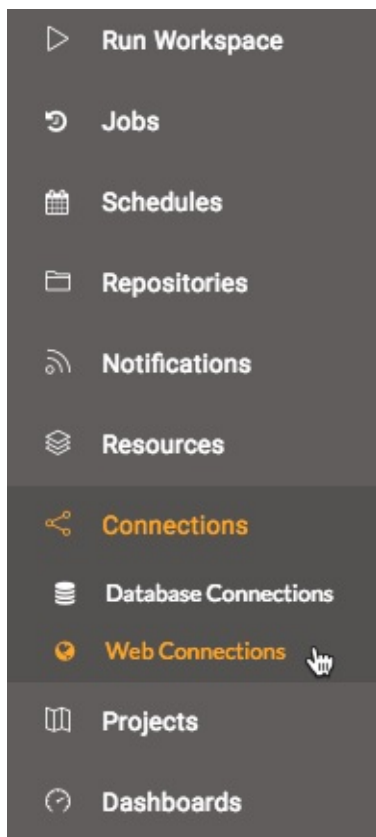 Run Workspace
Jobs
Schedules
Repositories
Notifications
Resources
Connections
Database Connections
Web Connections
Projects
Dashboards